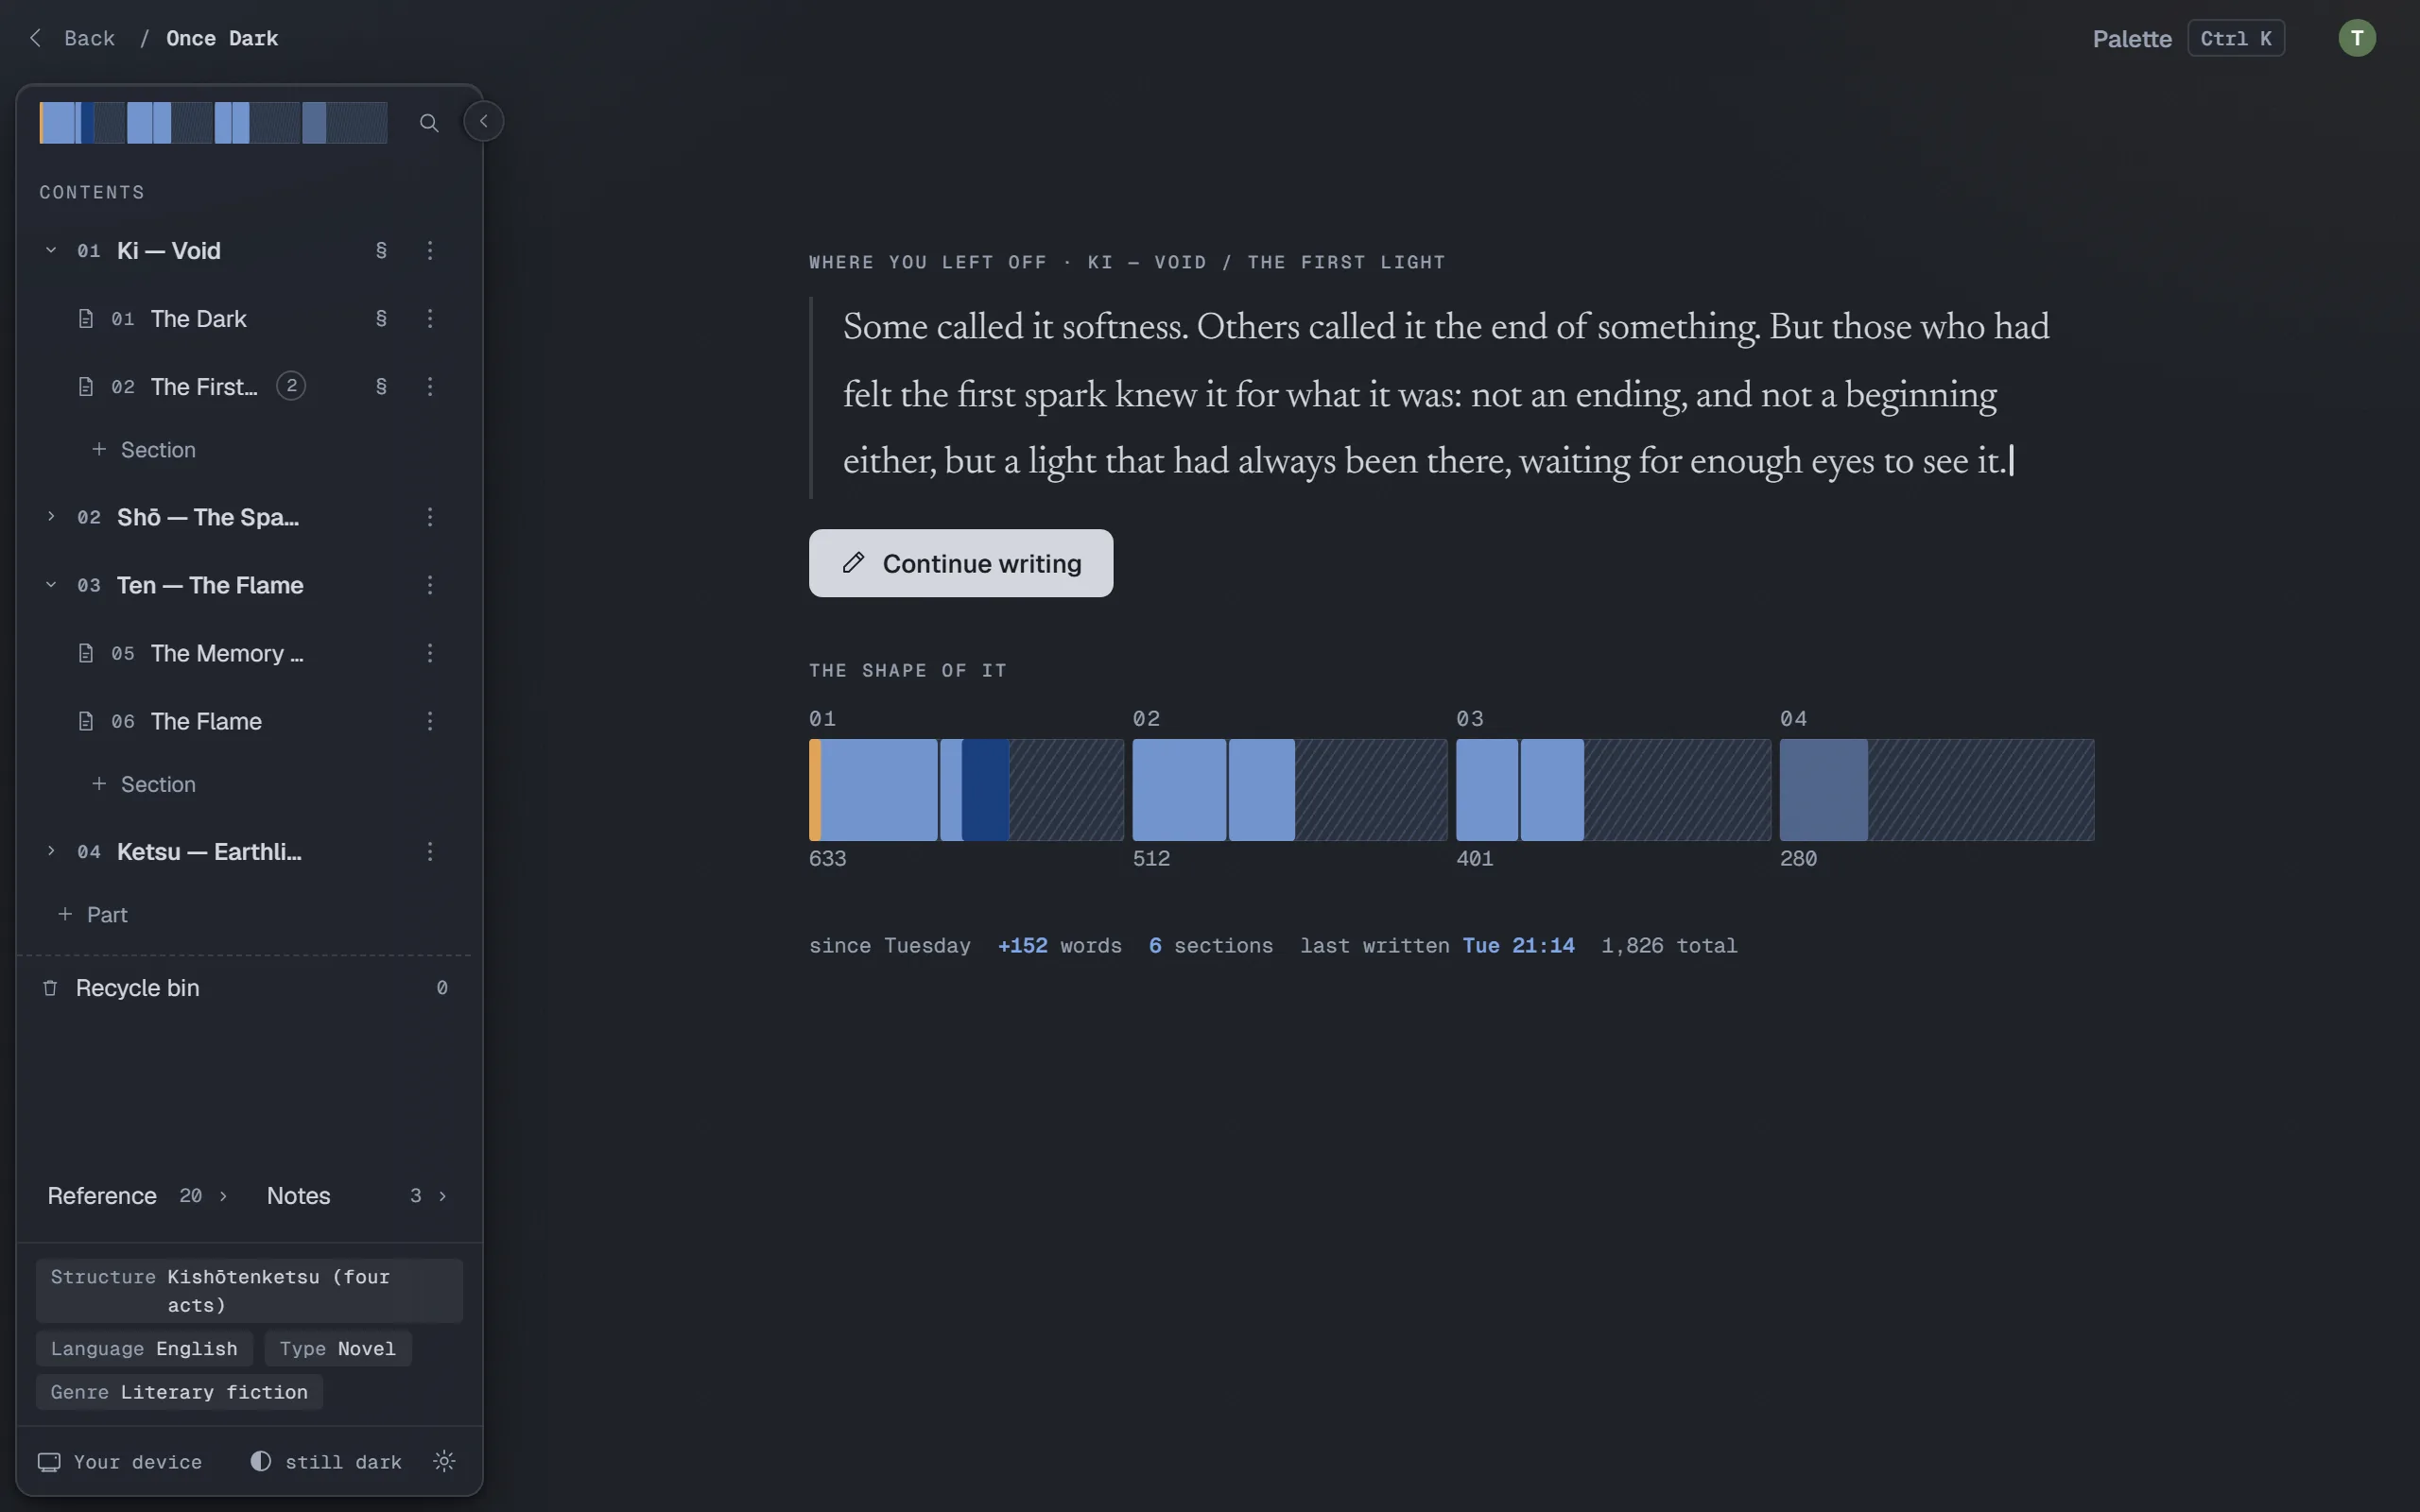 Back / Once Dark
Palette Ctrl K T
CONTENTS
01 Ki — Void §
01 The Dark §
02 The First... 2 §
+ Section
02 Shō — The Spa...
03 Ten — The Flame
05 The Memory ...
06 The Flame
+ Section
04 Ketsu — Earthli...
+ Part
Recycle bin 0
Reference 20 Notes 3
Structure Kishōtenketsu (four
acts)
Language English Type Novel
Genre Literary fiction
Your device still dark
WHERE YOU LEFT OFF · KI — VOID / THE FIRST LIGHT
Some called it softness. Others called it the end of something. But those who had
felt the first spark knew it for what it was: not an ending, and not a beginning
either, but a light that had always been there, waiting for enough eyes to see it.
Continue writing
THE SHAPE OF IT
01 02 03 04
633 512 401 280
since Tuesday +152 words 6 sections last written Tue 21:14 1,826 total